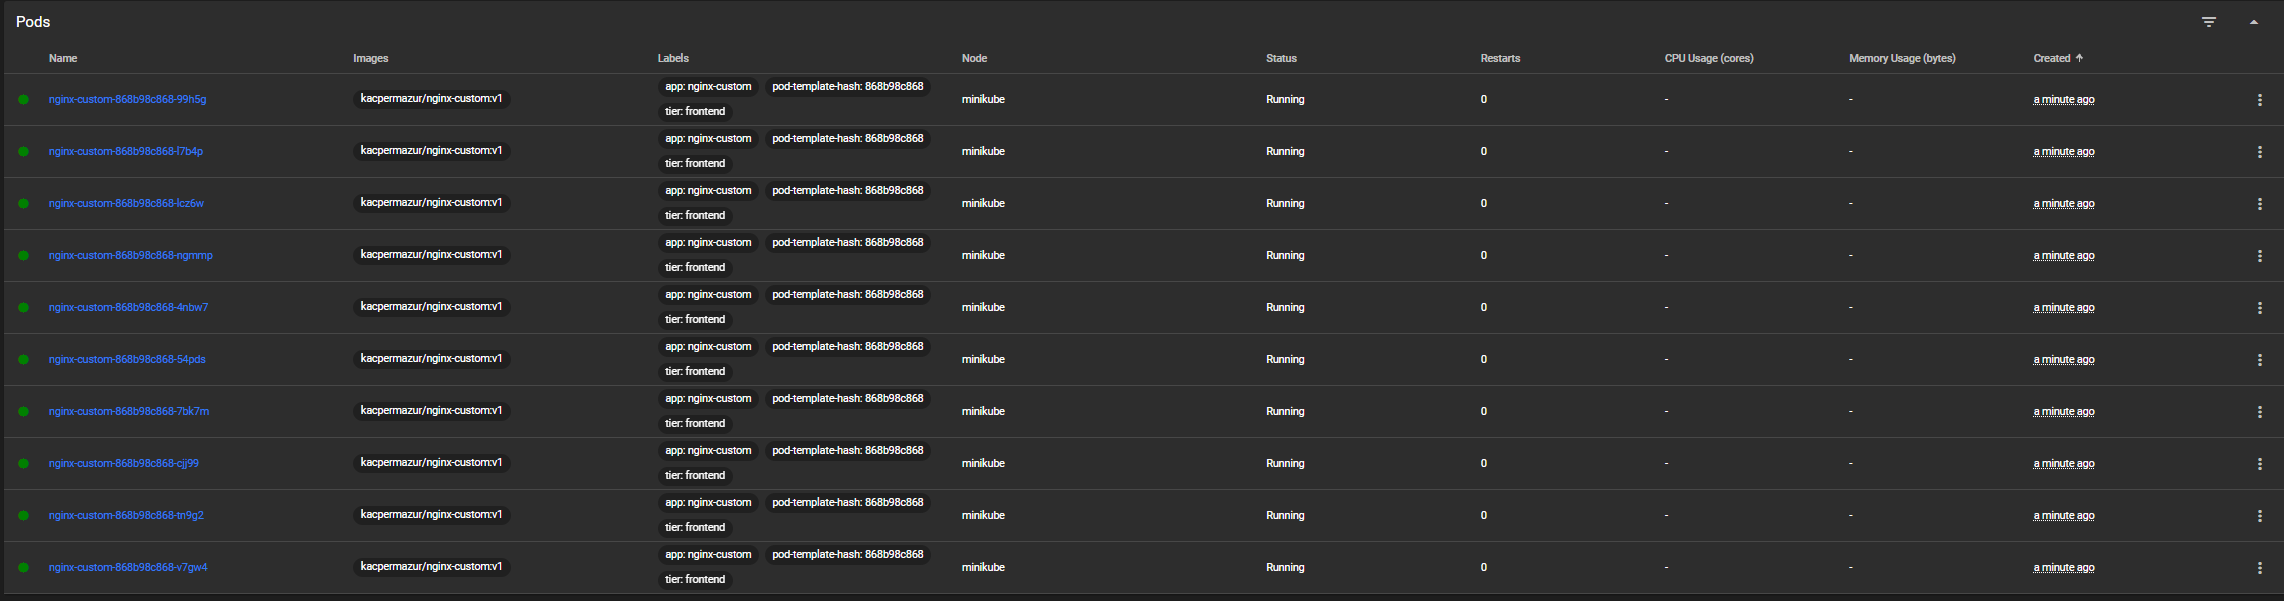 Pods
Name Images Labels Node Status Restarts CPU Usage (cores) Memory Usage (bytes) Created
app: nginx-custom pod-template-hash: 868b98c868
nginx-custom-868b98c868-99h5g kacpermazur/nginx-custom:v1 minikube Running 0 - - a minute ago
tier: frontend
app: nginx-custom pod-template-hash: 868b98c868
nginx-custom-868b98c868-l7b4p kacpermazur/nginx-custom:v1 minikube Running 0 - - a minute ago
tier: frontend
app: nginx-custom pod-template-hash: 868b98c868
nginx-custom-868b98c868-lcz6w kacpermazur/nginx-custom:v1 minikube Running 0 - - a minute ago
tier: frontend
app: nginx-custom pod-template-hash: 868b98c868
nginx-custom-868b98c868-ngmmp kacpermazur/nginx-custom:v1 minikube Running 0 - - a minute ago
tier: frontend
app: nginx-custom pod-template-hash: 868b98c868
nginx-custom-868b98c868-4nbw7 kacpermazur/nginx-custom:v1 minikube Running 0 - - a minute ago
tier: frontend
app: nginx-custom pod-template-hash: 868b98c868
nginx-custom-868b98c868-54pds kacpermazur/nginx-custom:v1 minikube Running 0 - - a minute ago
tier: frontend
app: nginx-custom pod-template-hash: 868b98c868
nginx-custom-868b98c868-7bk7m kacpermazur/nginx-custom:v1 minikube Running 0 - - a minute ago
tier: frontend
app: nginx-custom pod-template-hash: 868b98c868
nginx-custom-868b98c868-cjj99 kacpermazur/nginx-custom:v1 minikube Running 0 - - a minute ago
tier: frontend
app: nginx-custom pod-template-hash: 868b98c868
nginx-custom-868b98c868-tn9g2 kacpermazur/nginx-custom:v1 minikube Running 0 - - a minute ago
tier: frontend
app: nginx-custom pod-template-hash: 868b98c868
nginx-custom-868b98c868-v7gw4 kacpermazur/nginx-custom:v1 minikube Running 0 - - a minute ago
tier: frontend